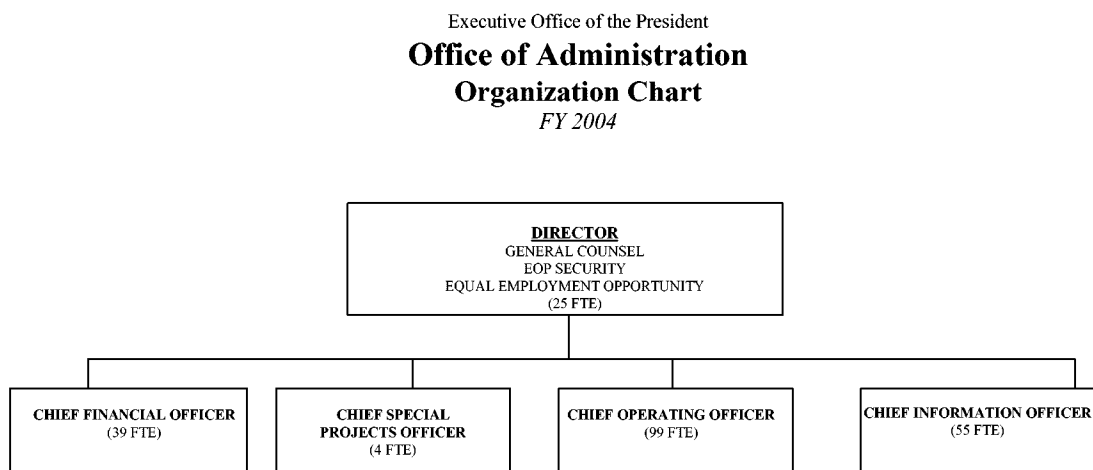 Executive Office of the President
Office of Administration
Organization Chart
FY 2004
DIRECTOR
GENERAL COUNSEL
EOP SECURITY
EQUAL EMPLOYMENT OPPORTUNITY
(25 FTE)
CHIEF FINANCIAL OFFICER
(39 FTE)
CHIEF SPECIAL
PROJECTS OFFICER
(4 FTE)
CHIEF OPERATING OFFICER
(99 FTE)
CHIEF INFORMATION OFFICER
(55 FTE)